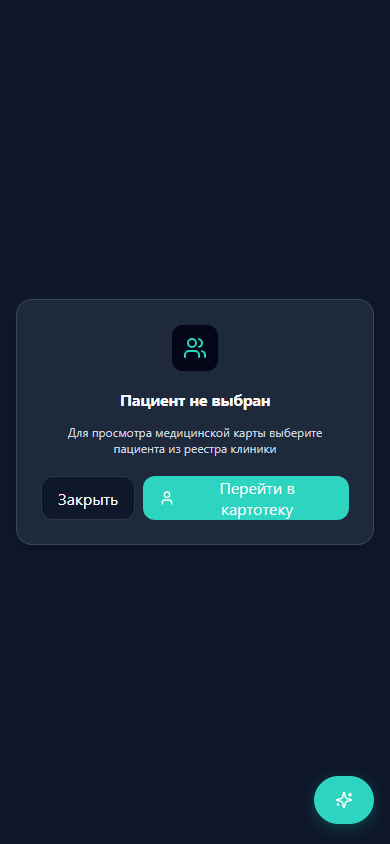 Пациент не выбран
Для просмотра медицинской карты выберите
пациента из реестра клиники
Закрыть
Перейти в
картотеку